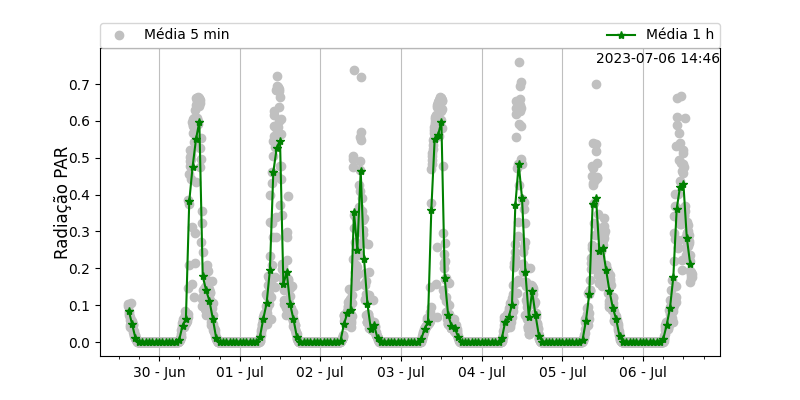 Média 5 min
Média 1 h
2023-07-06 14:46
Radiação PAR
0.7
0.6
0.5
0.4
0.3
0.2
0.1
0.0
30 - Jun
01 - Jul
02 - Jul
03 - Jul
04 - Jul
05 - Jul
06 - Jul